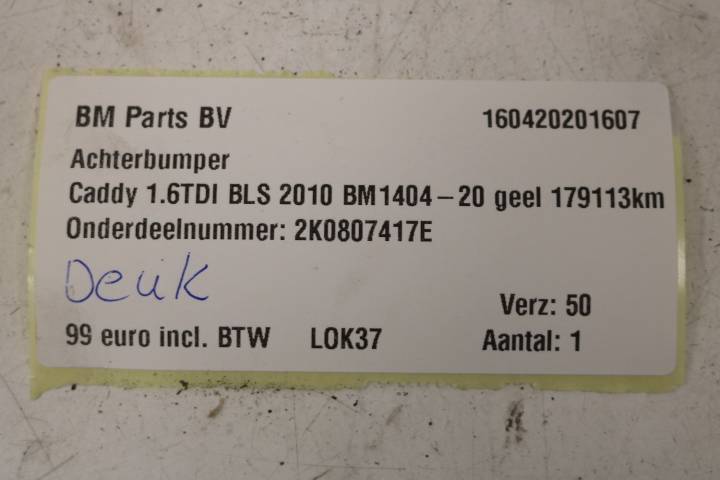 BM Parts BV 160420201607
Achterbumper
Caddy 1.6TDI BLS 2010 BM1404-20 geel 179113km
Onderdeelnummer: 2K0807417E
Deuk
Verz: 50
99 euro incl. BTW LOK37 Aantal: 1